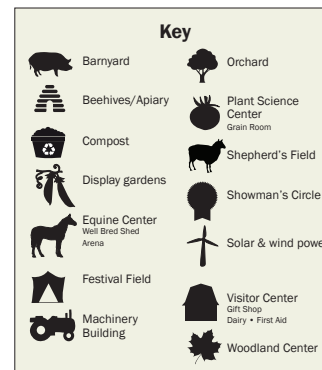 Key
Barnyard
Beehives/Apiary
Compost
Display gardens
Equine Center
Well Bred Shed
Arena
Festival Field
Machinery
Building
Orchard
Plant Science
Center
Grain Room
Shepherd's Field
Showman's Circle
Solar & wind powe
Visitor Center
Gift Shop
Dairy • First Aid
Woodland Center